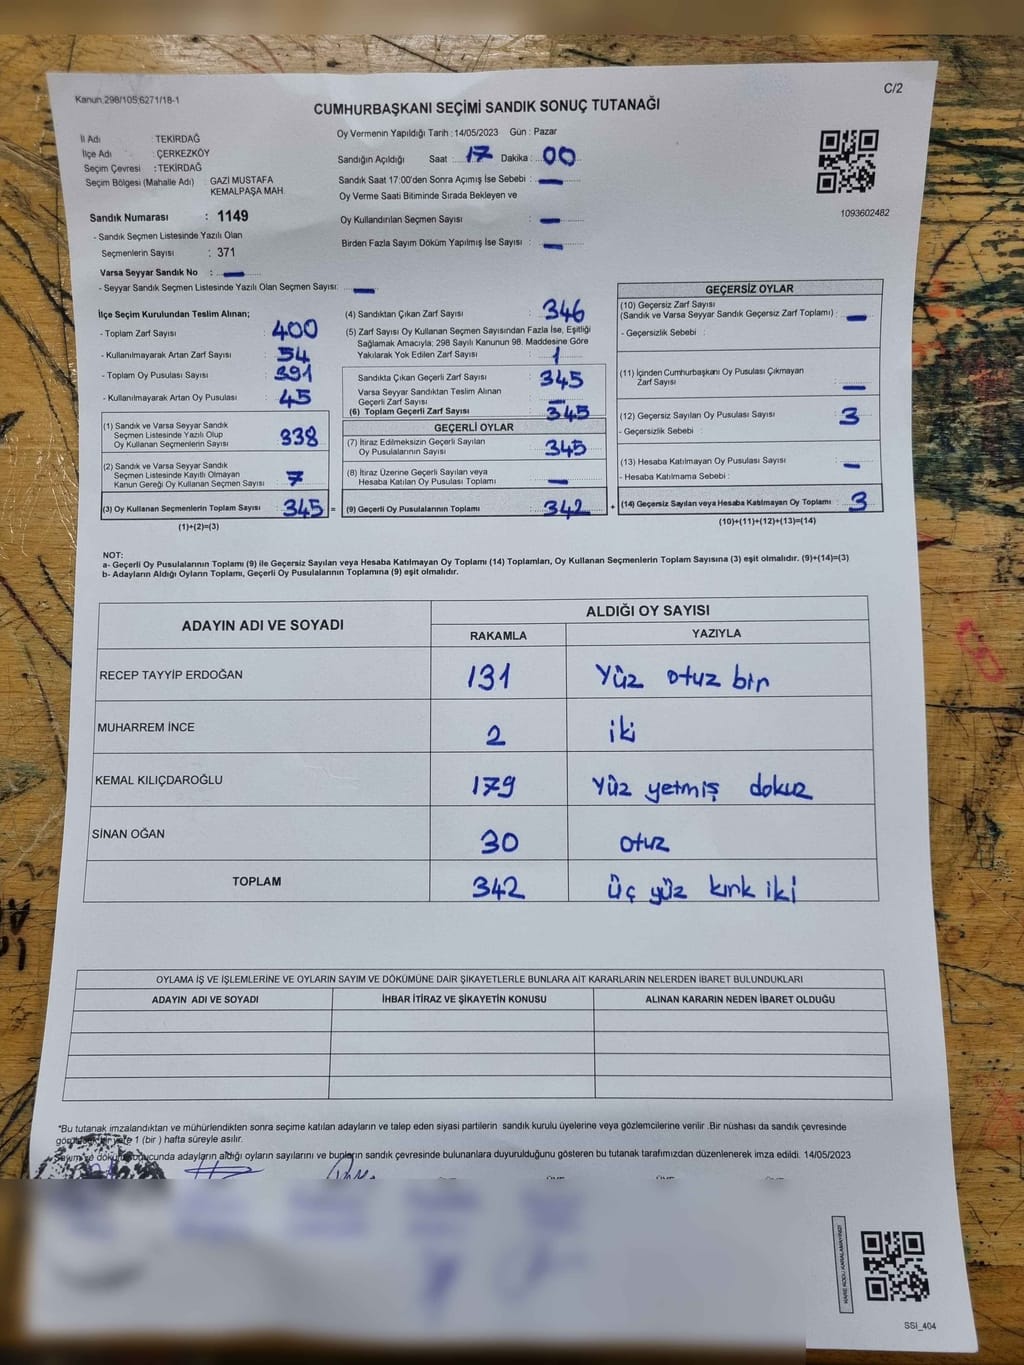 Kanun.298/105;6271/18-1
C/2
CUMHURBAŞKANI SEÇİMİ SANDIK SONUÇ TUTANAĞI
İl Adı : TEKİRDAĞ
İlçe Adı : ÇERKEZKÖY
Seçim Çevresi : TEKİRDAĞ
Seçim Bölgesi (Mahalle Adı) GAZI MUSTAFA
KEMALPAŞA MAH.
Sandık Numarası : 1149
- Sandık Seçmen Listesinde Yazılı Olan
Seçmenlerin Sayısı : 371
Varsa Seyyar Sandık No : —
- Seyyar Sandık Seçmen Listesinde Yazılı Olan Seçmen Sayısı: —
Oy Vermenin Yapıldığı Tarih : 14/05/2023 Gün : Pazar
Sandığın Açıldığı Saat : 17 Dakika : 00
Sandık Saat 17:00'den Sonra Açımış İse Sebebi : —
Oy Verme Saati Bitiminde Sırada Bekleyen ve
Oy Kullandırılan Seçmen Sayısı : —
Birden Fazla Sayım Döküm Yapılmış İse Sayısı : —
1093602482
İlçe Seçim Kurulundan Teslim Alınan;
- Toplam Zarf Sayısı : 400
- Kullanılmayarak Artan Zarf Sayısı : 54
- Toplam Oy Pusulası Sayısı : 391
- Kullanılmayarak Artan Oy Pusulası : 45
(1) Sandık ve Varsa Seyyar Sandık
Seçmen Listesinde Yazılı Olup
Oy Kullanan Seçmenlerin Sayısı : 338
(2) Sandık ve Varsa Seyyar Sandık
Seçmen Listesinde Kayıtlı Olmayan
Kanun Gereği Oy Kullanan Seçmen Sayısı : 7
(3) Oy Kullanan Seçmenlerin Toplam Sayısı : 345 =
(1)+(2)=(3)
(4) Sandıktan Çıkan Zarf Sayısı : 346
(5) Zarf Sayısı Oy Kullanan Seçmen Sayısından Fazla İse, Eşitliği
Sağlamak Amacıyla; 298 Sayılı Kanunun 98. Maddesine Göre
Yakılarak Yok Edilen Zarf Sayısı : 1
Sandıkta Çıkan Geçerli Zarf Sayısı : 345
Varsa Seyyar Sandıktan Teslim Alınan
Geçerli Zarf Sayısı : —
(6) Toplam Geçerli Zarf Sayısı : 345
GEÇERLİ OYLAR
(7) İtiraz Edilmeksizin Geçerli Sayılan
Oy Pusulalarının Sayısı : 345
(8) İtiraz Üzerine Geçerli Sayılan veya
Hesaba Katılan Oy Pusulası Toplamı : —
(9) Geçerli Oy Pusulalarının Toplamı : 342 +
GEÇERSİZ OYLAR
(10) Geçersiz Zarf Sayısı
(Sandık ve Varsa Seyyar Sandık Geçersiz Zarf Toplamı) : —
- Geçersizlik Sebebi :
(11) İçinden Cumhurbaşkanı Oy Pusulası Çıkmayan
Zarf Sayısı : —
(12) Geçersiz Sayılan Oy Pusulası Sayısı : 3
- Geçersizlik Sebebi :
(13) Hesaba Katılmayan Oy Pusulası Sayısı : —
- Hesaba Katılmama Sebebi :
(14) Geçersiz Sayılan veya Hesaba Katılmayan Oy Toplamı : 3
(10)+(11)+(12)+(13)=(14)
NOT:
a- Geçerli Oy Pusulalarının Toplamı (9) ile Geçersiz Sayılan veya Hesaba Katılmayan Oy Toplamı (14) Toplamları, Oy Kullanan Seçmenlerin Toplam Sayısına (3) eşit olmalıdır. (9)+(14)=(3)
b- Adayların Aldığı Oyların Toplamı, Geçerli Oy Pusulalarının Toplamına (9) eşit olmalıdır.
ADAYIN ADI VE SOYADI ALDIĞI OY SAYISI
RAKAMLA YAZIYLA
RECEP TAYYİP ERDOĞAN 131 Yüz otuz bir
MUHARREM İNCE 2 iki
KEMAL KILIÇDAROĞLU 179 Yüz yetmiş dokuz
SİNAN OĞAN 30 otuz
TOPLAM 342 üç yüz kırk iki
OYLAMA İŞ VE İŞLEMLERİNE VE OYLARIN SAYIM VE DÖKÜMÜNE DAİR ŞİKAYETLERLE BUNLARA AİT KARARLARIN NELERDEN İBARET BULUNDUKLARI
ADAYIN ADI VE SOYADI İHBAR İTİRAZ VE ŞİKAYETİN KONUSU ALINAN KARARIN NEDEN İBARET OLDUĞU
*Bu tutanak imzalandıktan ve mühürlendikten sonra seçime katılan adayların ve talep eden siyasi partilerin sandık kurulu üyelerine veya gözlemcilerine verilir .Bir nüshası da sandık çevresinde
yere 1 (bir ) hafta süreyle asılır.
Sayım ve sonucunda adayların aldığı oyların sayılarını ve bunların sandık çevresinde bulunanlara duyurulduğunu gösteren bu tutanak tarafımızdan düzenlenerek imza edildi. 14/05/2023
SSI_404